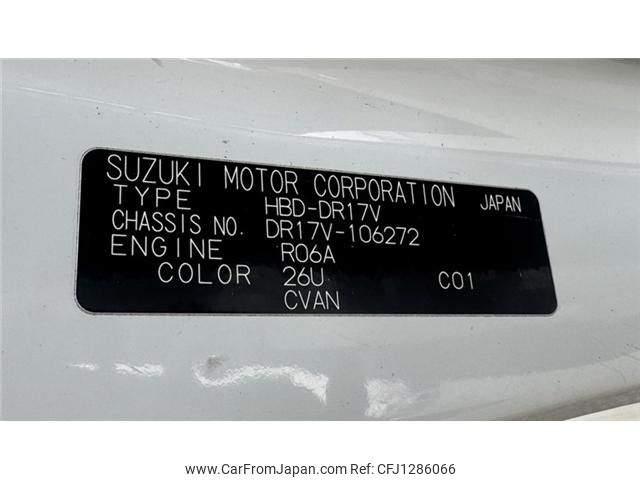 SUZUKI MOTOR CORPORATION JAPAN
TYPE HBD-DR17V
CHASSIS NO. DR17V-106272
ENGINE R06A
COLOR 26U C01
CVAN
www.CarFromJapan.com - CFJ1286066